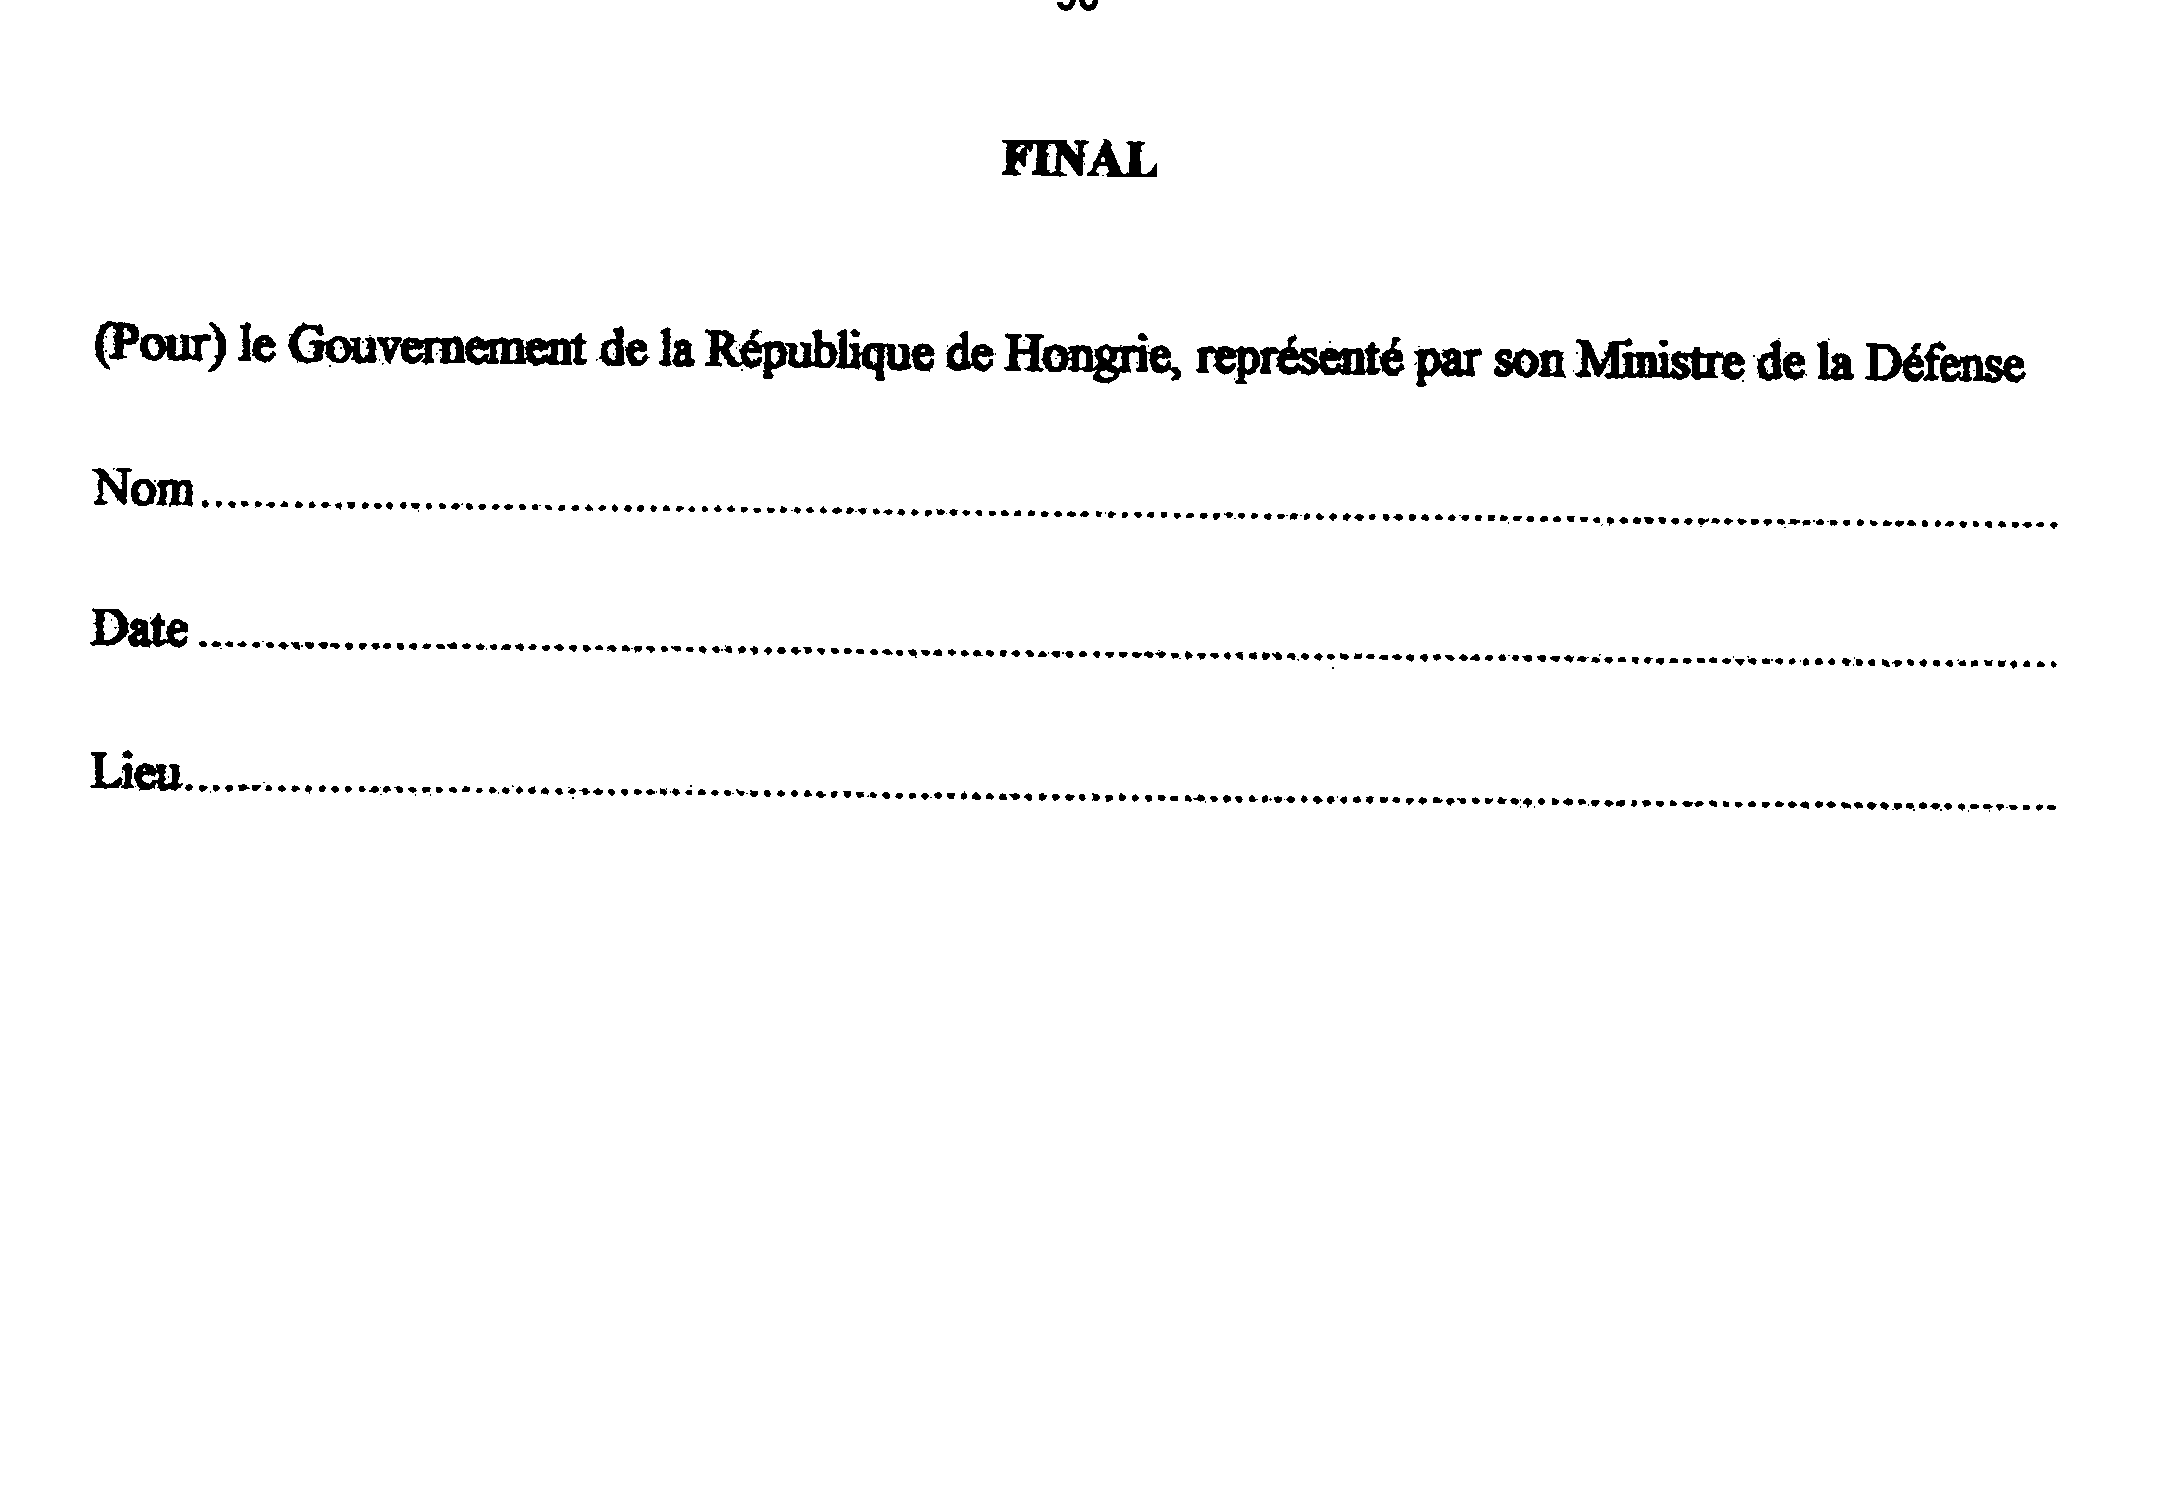 FINAL
(Pour) le Gouvernement de la République de Hongrie, représenté par son Ministre de la Défense
Nom
Date
Lieu